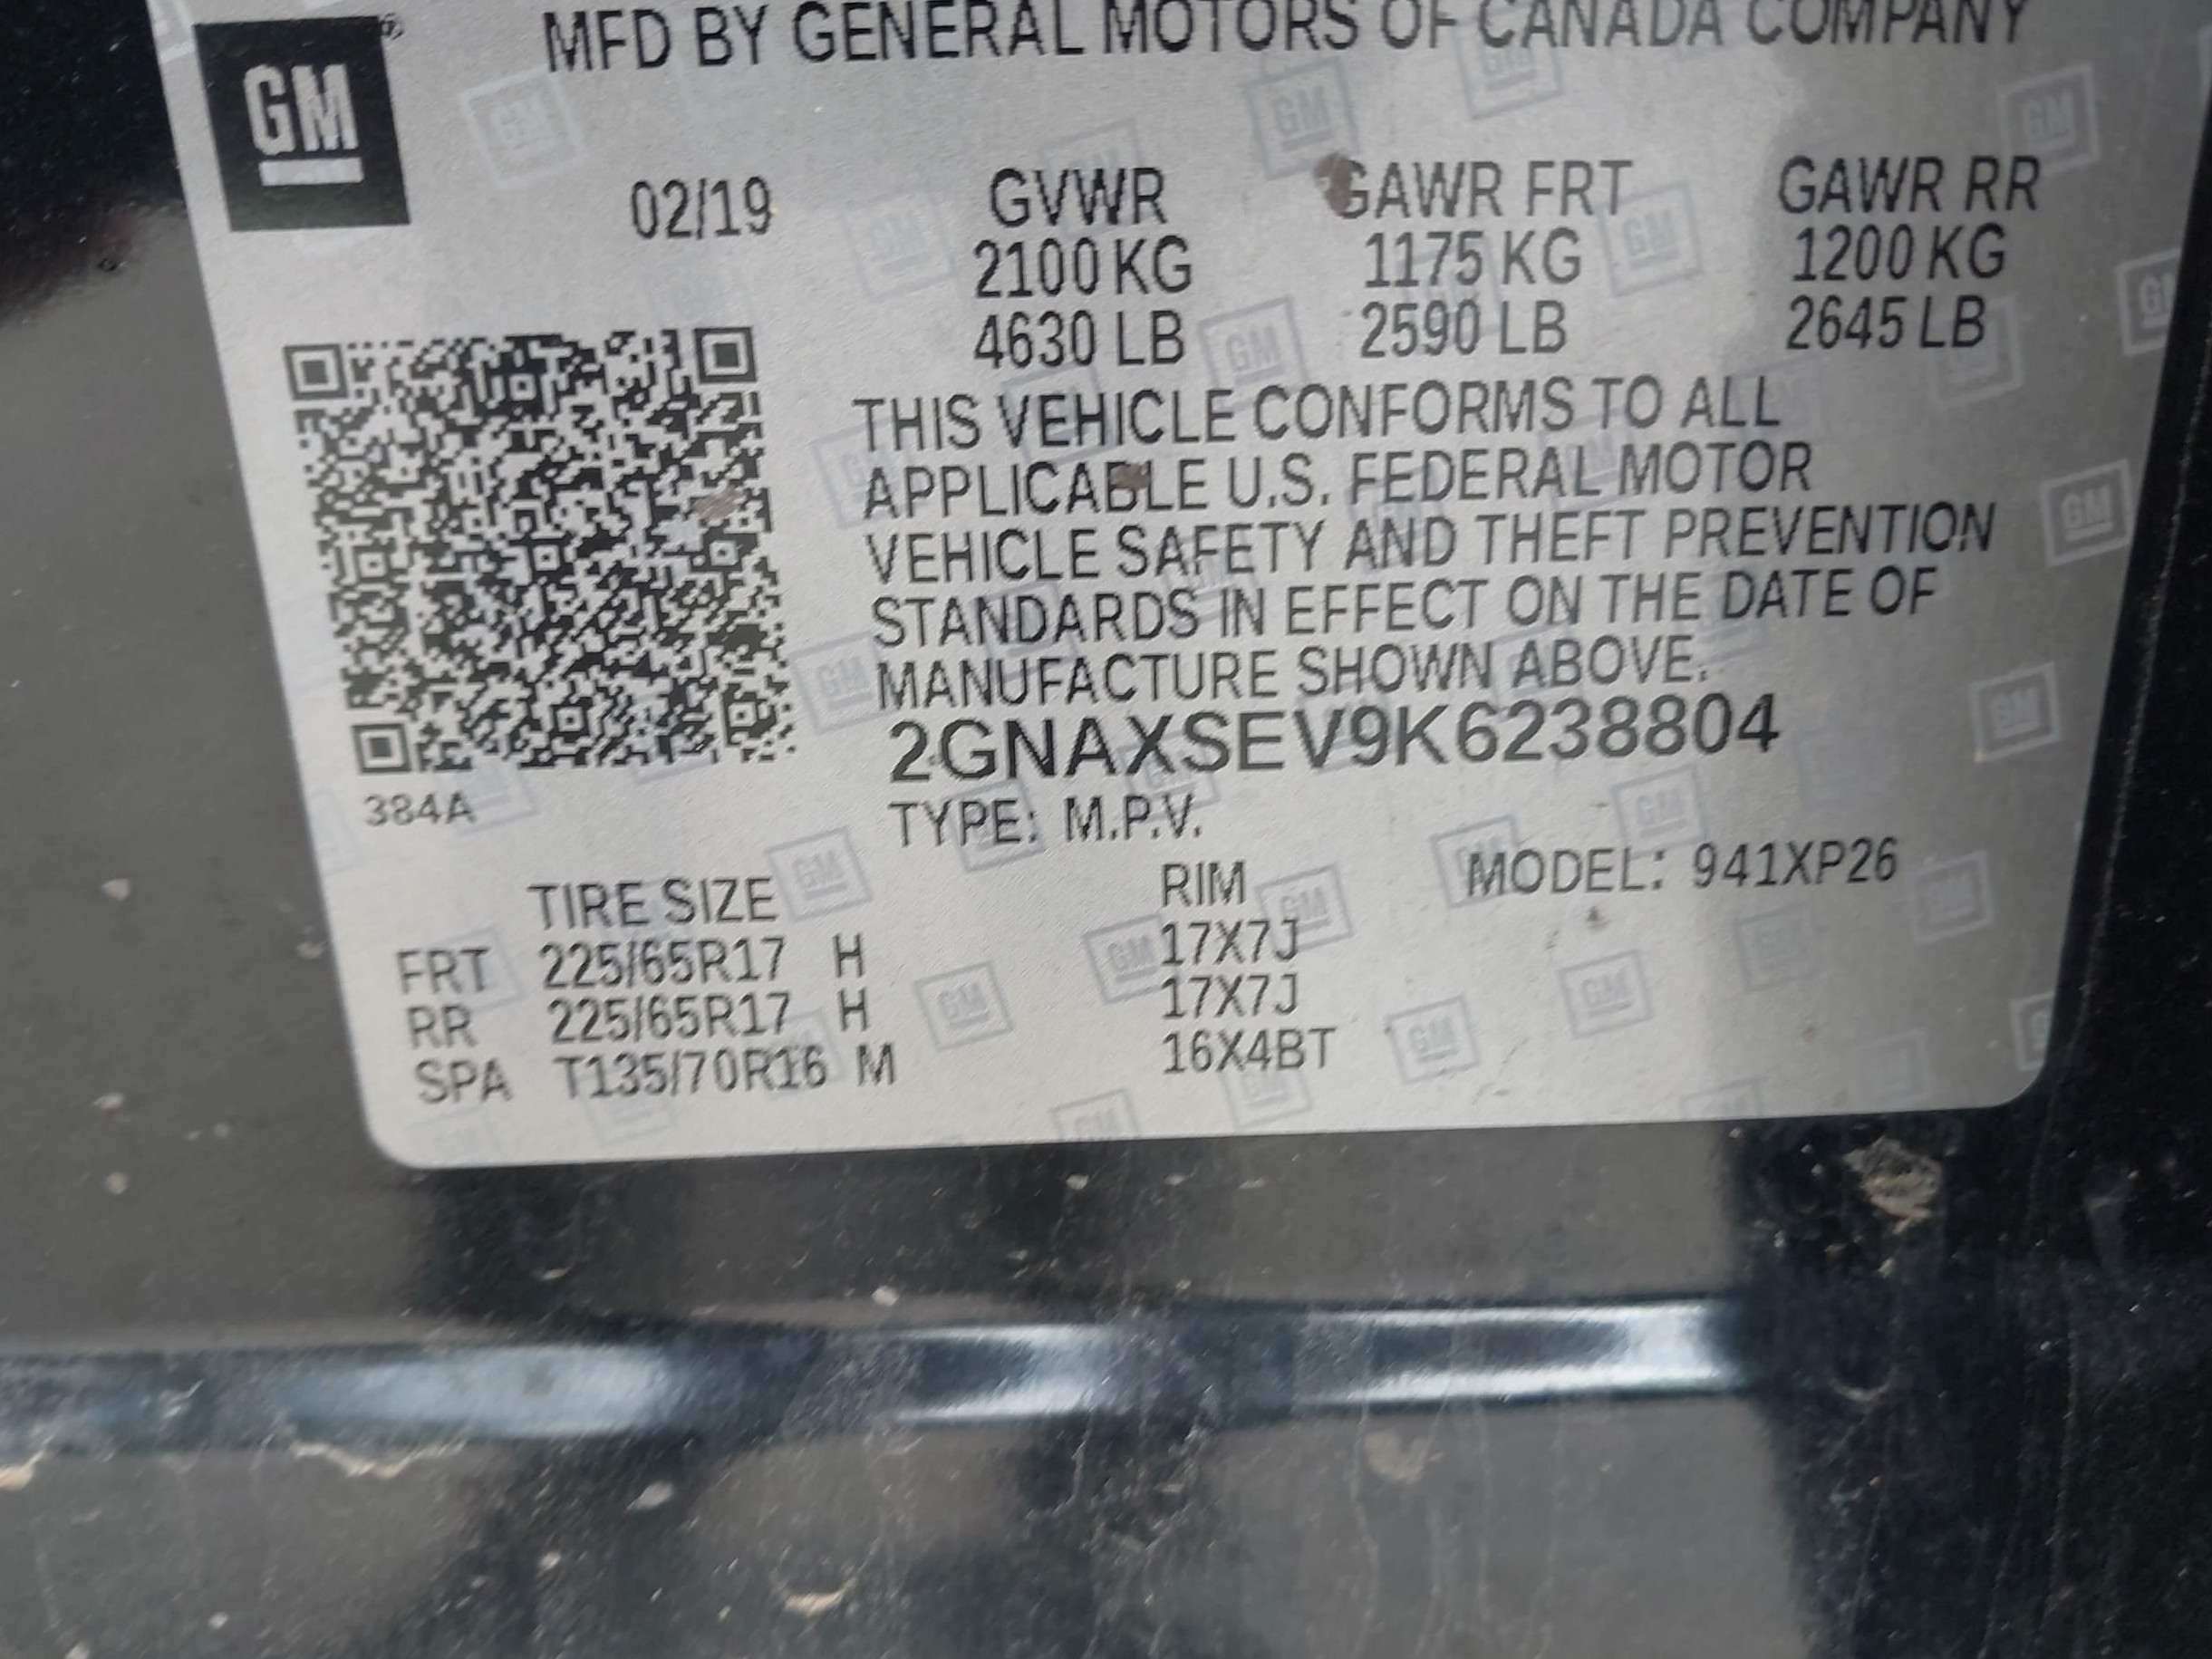 MFD BY GENERAL MOTORS OF CANADA COMPANY
GM ®
02/19 GVWR GAWR FRT GAWR RR
2100 KG 1175 KG 1200 KG
4630 LB 2590 LB 2645 LB
THIS VEHICLE CONFORMS TO ALL
APPLICABLE U.S. FEDERAL MOTOR
VEHICLE SAFETY AND THEFT PREVENTION
STANDARDS IN EFFECT ON THE DATE OF
MANUFACTURE SHOWN ABOVE.
2GNAXSEV9K6238804
384A
TYPE: M.P.V.
TIRE SIZE RIM MODEL: 941XP26
FRT 225/65R17 H 17X7J
RR 225/65R17 H 17X7J
SPA T135/70R16 M 16X4BT